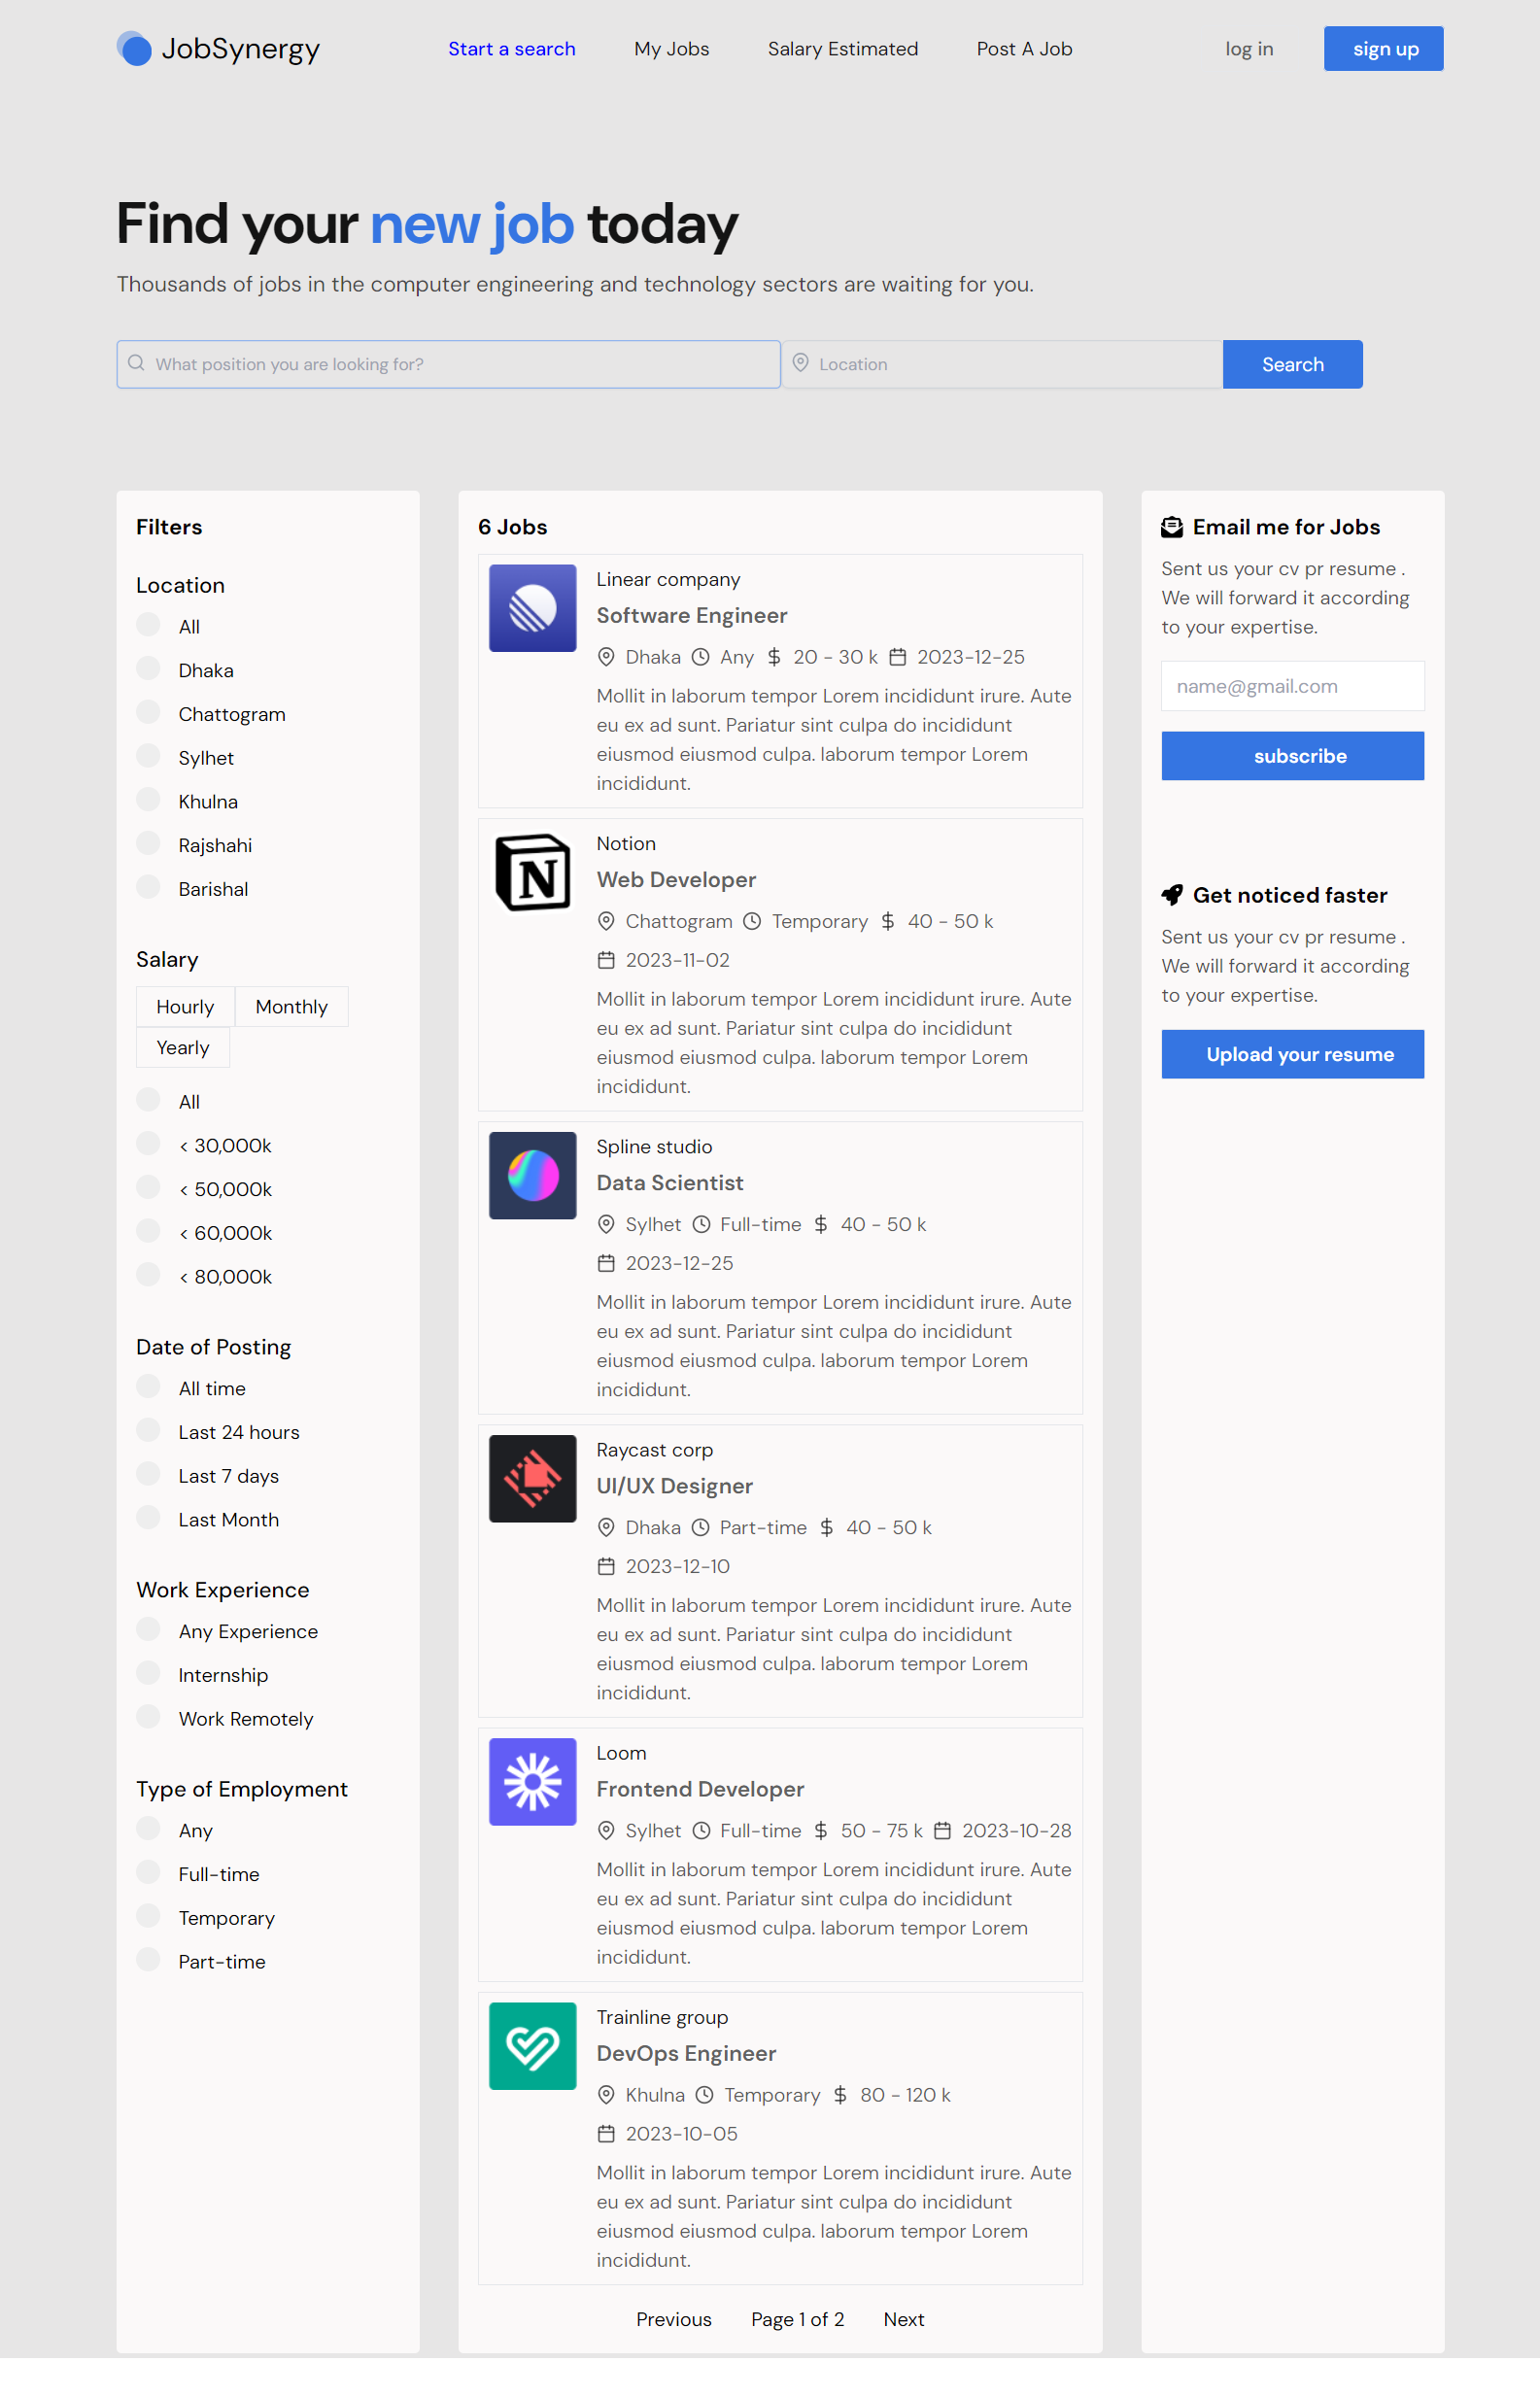 JobSynergy
Start a search
My Jobs
Salary Estimated
Post A Job
log in
sign up
Find your new job today
Thousands of jobs in the computer engineering and technology sectors are waiting for you.
What position you are looking for?
Location
Search
Filters
Location
All
Dhaka
Chattogram
Sylhet
Khulna
Rajshahi
Barishal
Salary
Hourly
Monthly
Yearly
All
< 30,000k
< 50,000k
< 60,000k
< 80,000k
Date of Posting
All time
Last 24 hours
Last 7 days
Last Month
Work Experience
Any Experience
Internship
Work Remotely
Type of Employment
Any
Full-time
Temporary
Part-time
6 Jobs
Linear company
Software Engineer
Dhaka Any $ 20 - 30 k 2023-12-25
Mollit in laborum tempor Lorem incididunt irure. Aute
eu ex ad sunt. Pariatur sint culpa do incididunt
eiusmod eiusmod culpa. laborum tempor Lorem
incididunt.
N
Notion
Web Developer
Chattogram Temporary $ 40 - 50 k
2023-11-02
Mollit in laborum tempor Lorem incididunt irure. Aute
eu ex ad sunt. Pariatur sint culpa do incididunt
eiusmod eiusmod culpa. laborum tempor Lorem
incididunt.
Spline studio
Data Scientist
Sylhet Full-time $ 40 - 50 k
2023-12-25
Mollit in laborum tempor Lorem incididunt irure. Aute
eu ex ad sunt. Pariatur sint culpa do incididunt
eiusmod eiusmod culpa. laborum tempor Lorem
incididunt.
Raycast corp
UI/UX Designer
Dhaka Part-time $ 40 - 50 k
2023-12-10
Mollit in laborum tempor Lorem incididunt irure. Aute
eu ex ad sunt. Pariatur sint culpa do incididunt
eiusmod eiusmod culpa. laborum tempor Lorem
incididunt.
Loom
Frontend Developer
Sylhet Full-time $ 50 - 75 k 2023-10-28
Mollit in laborum tempor Lorem incididunt irure. Aute
eu ex ad sunt. Pariatur sint culpa do incididunt
eiusmod eiusmod culpa. laborum tempor Lorem
incididunt.
Trainline group
DevOps Engineer
Khulna Temporary $ 80 - 120 k
2023-10-05
Mollit in laborum tempor Lorem incididunt irure. Aute
eu ex ad sunt. Pariatur sint culpa do incididunt
eiusmod eiusmod culpa. laborum tempor Lorem
incididunt.
Previous
Page 1 of 2
Next
Email me for Jobs
Sent us your cv pr resume .
We will forward it according
to your expertise.
name@gmail.com
subscribe
Get noticed faster
Sent us your cv pr resume .
We will forward it according
to your expertise.
Upload your resume